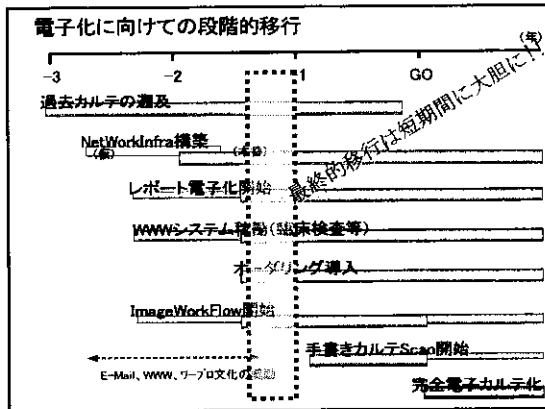 電子化に向けての段階的移行
(年)
-3 -2 -1 GO
最終的移行は短期間に大胆に!!
過去カルテの遡及
NetWorkInfra構築
(仮)
レポート電子化開始
WWWシステム稼動(臨床検査等)
オーダリング導入
ImageWorkFlow開始
手書きカルテScan開始
E-Mail、WWW、ワープロ文化の
完全電子カルテ化